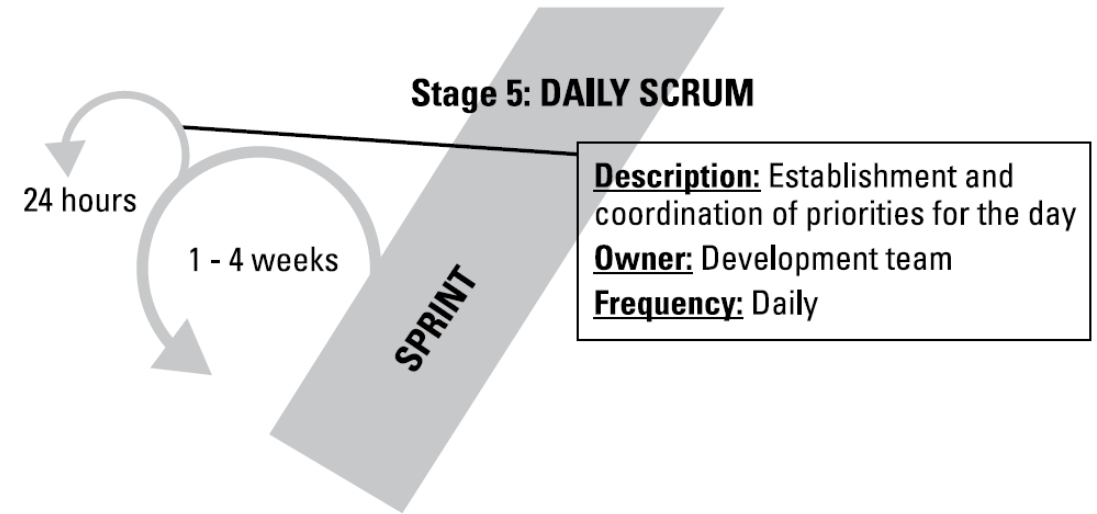 Stage 5: DAILY SCRUM
24 hours
1 - 4 weeks
SPRINT
Description: Establishment and
coordination of priorities for the day
Owner: Development team
Frequency: Daily